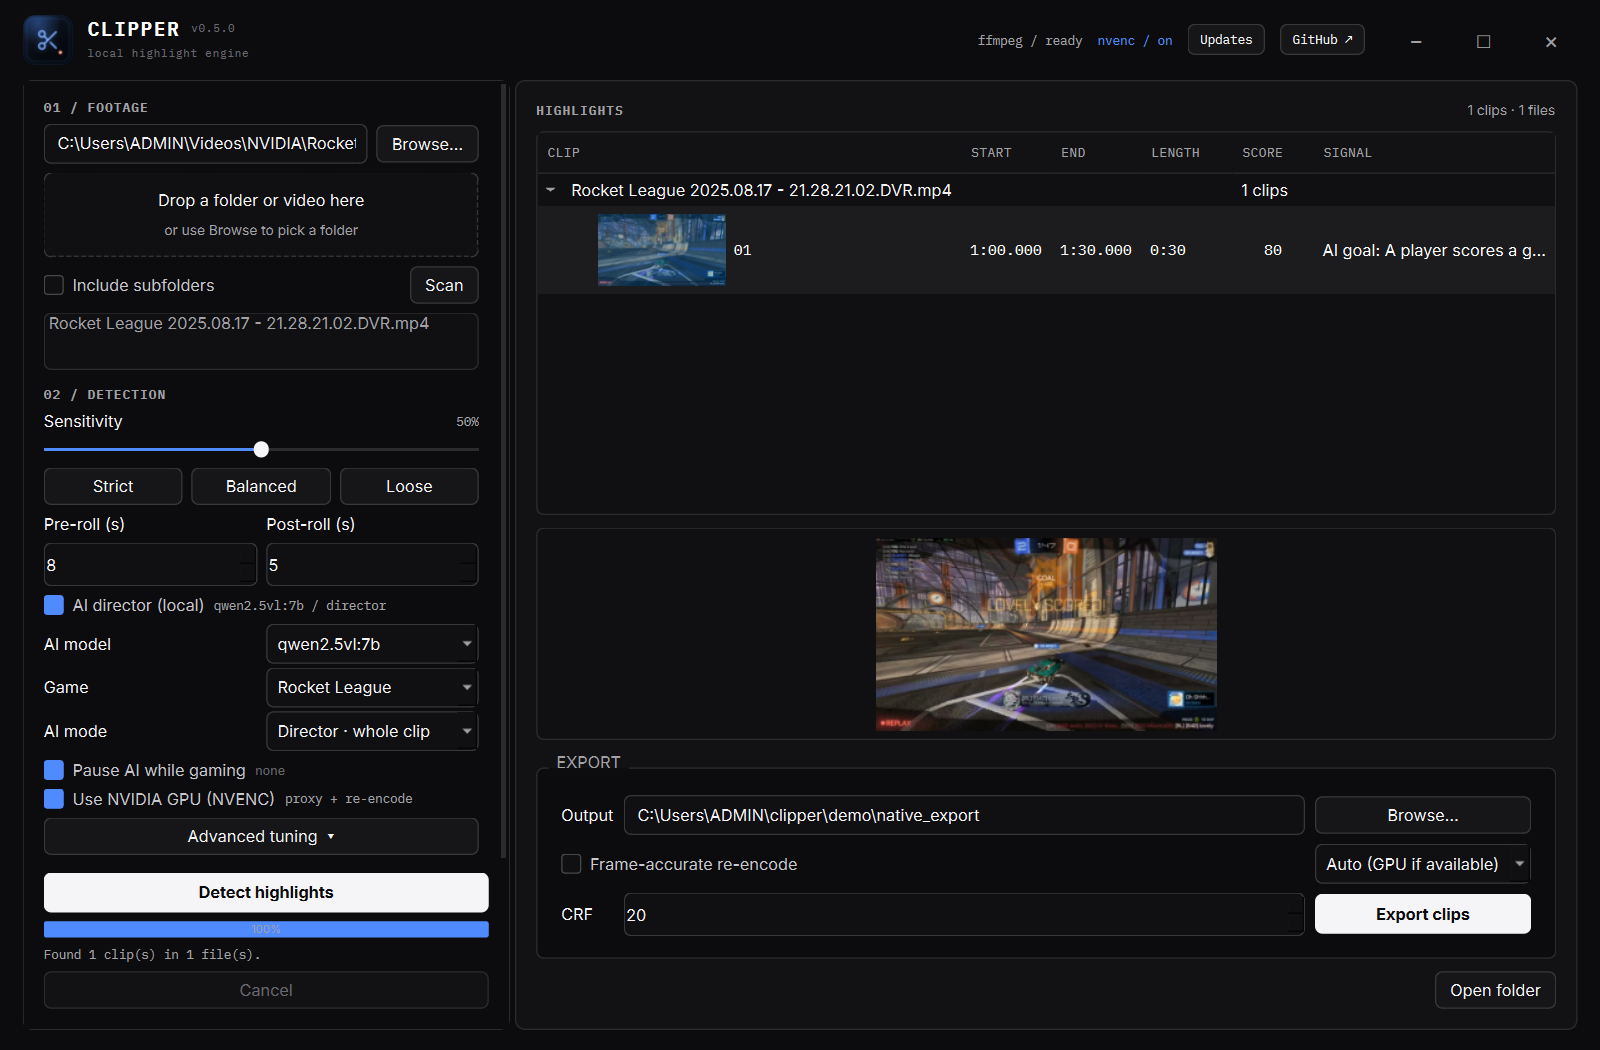 CLIPPER v0.5.0
local highlight engine
ffmpeg / ready nvenc / on Updates GitHub ↗
01 / FOOTAGE
C:\Users\ADMIN\Videos\NVIDIA\Rocket Browse...
Drop a folder or video here
or use Browse to pick a folder
Include subfolders Scan
Rocket League 2025.08.17 - 21.28.21.02.DVR.mp4
02 / DETECTION
Sensitivity 50%
Strict Balanced Loose
Pre-roll (s) Post-roll (s)
8 5
AI director (local) qwen2.5vl:7b / director
AI model qwen2.5vl:7b
Game Rocket League
AI mode Director · whole clip
Pause AI while gaming none
Use NVIDIA GPU (NVENC) proxy + re-encode
Advanced tuning ▾
Detect highlights
100%
Found 1 clip(s) in 1 file(s).
Cancel
HIGHLIGHTS 1 clips · 1 files
CLIP START END LENGTH SCORE SIGNAL
Rocket League 2025.08.17 - 21.28.21.02.DVR.mp4 1 clips
01 1:00.000 1:30.000 0:30 80 AI goal: A player scores a g...
2 1:47 0
GOAL
LOVELY SCORED!
REPLAY
EXPORT
Output C:\Users\ADMIN\clipper\demo\native_export Browse...
Frame-accurate re-encode Auto (GPU if available)
CRF 20 Export clips
Open folder